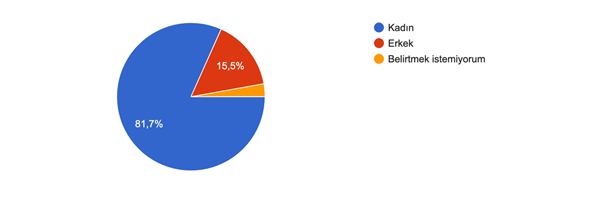 Kadın
Erkek
Belirtmek istemiyorum
15,5%
81,7%